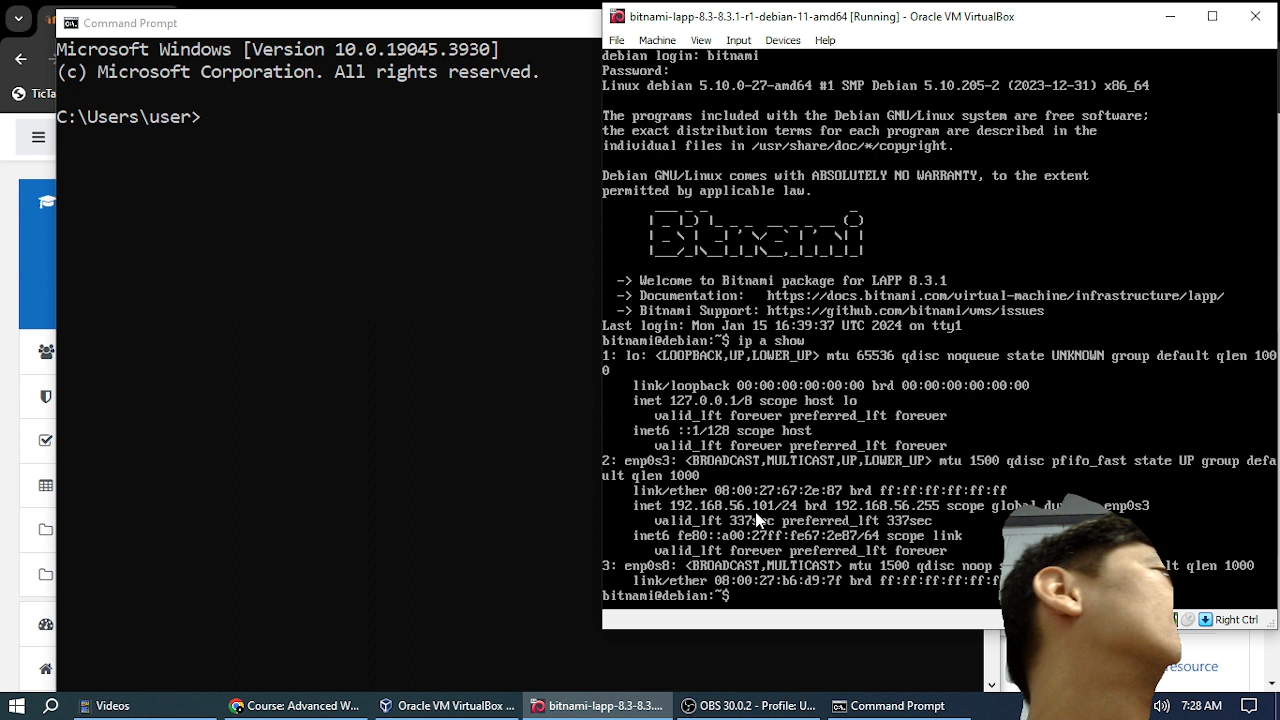 Command Prompt
Microsoft Windows [Version 10.0.19045.3930]
(c) Microsoft Corporation. All rights reserved.
C:\Users\user>
TicTa
bitnami-lapp-8.3-8.3.1-r1-debian-11-amd64 [Running] - Oracle VM VirtualBox
File Machine View Input Devices Help
debian login: bitnami
Password:
Linux debian 5.10.0-27-amd64 #1 SMP Debian 5.10.205-2 (2023-12-31) x86_64
The programs included with the Debian GNU/Linux system are free software;
the exact distribution terms for each program are described in the
individual files in /usr/share/doc/*/copyright.
Debian GNU/Linux comes with ABSOLUTELY NO WARRANTY, to the extent
permitted by applicable law.
Bitnami
-> Welcome to Bitnami package for LAPP 8.3.1
-> Documentation: https://docs.bitnami.com/virtual-machine/infrastructure/lapp/
-> Bitnami Support: https://github.com/bitnami/vms/issues
Last login: Mon Jan 15 16:39:37 UTC 2024 on tty1
bitnami@debian:~$ ip a show
1: lo: <LOOPBACK,UP,LOWER_UP> mtu 65536 qdisc noqueue state UNKNOWN group default qlen 100
0
link/loopback 00:00:00:00:00:00 brd 00:00:00:00:00:00
inet 127.0.0.1/8 scope host lo
valid_lft forever preferred_lft forever
inet6 ::1/128 scope host
valid_lft forever preferred_lft forever
2: enp0s3: <BROADCAST,MULTICAST,UP,LOWER_UP> mtu 1500 qdisc pfifo_fast state UP group defa
ult qlen 1000
link/ether 08:00:27:67:2e:87 brd ff:ff:ff:ff:ff:ff
inet 192.168.56.101/24 brd 192.168.56.255 scope global enp0s3
valid_lft 337sec preferred_lft 337sec
inet6 fe80::a00:27ff:fe67:2e87/64 scope link
valid_lft forever preferred_lft forever
3: enp0s8: <BROADCAST,MULTICAST> mtu 1500 qdisc noop qlen 1000
link/ether 08:00:27:b6:d9:7f brd ff:ff:ff:ff:ff
bitnami@debian:~$
Right Ctrl
resource
Videos
Course: Advanced W...
Oracle VM VirtualBox ...
bitnami-lapp-8.3-8.3....
OBS 30.0.2 - Profile: U...
Command Prompt
7:28 AM